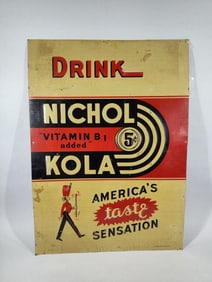 DRINK
NICHOL
"VITAMIN B1
added"
5¢
KOLA
AMERICA'S
taste
SENSATION